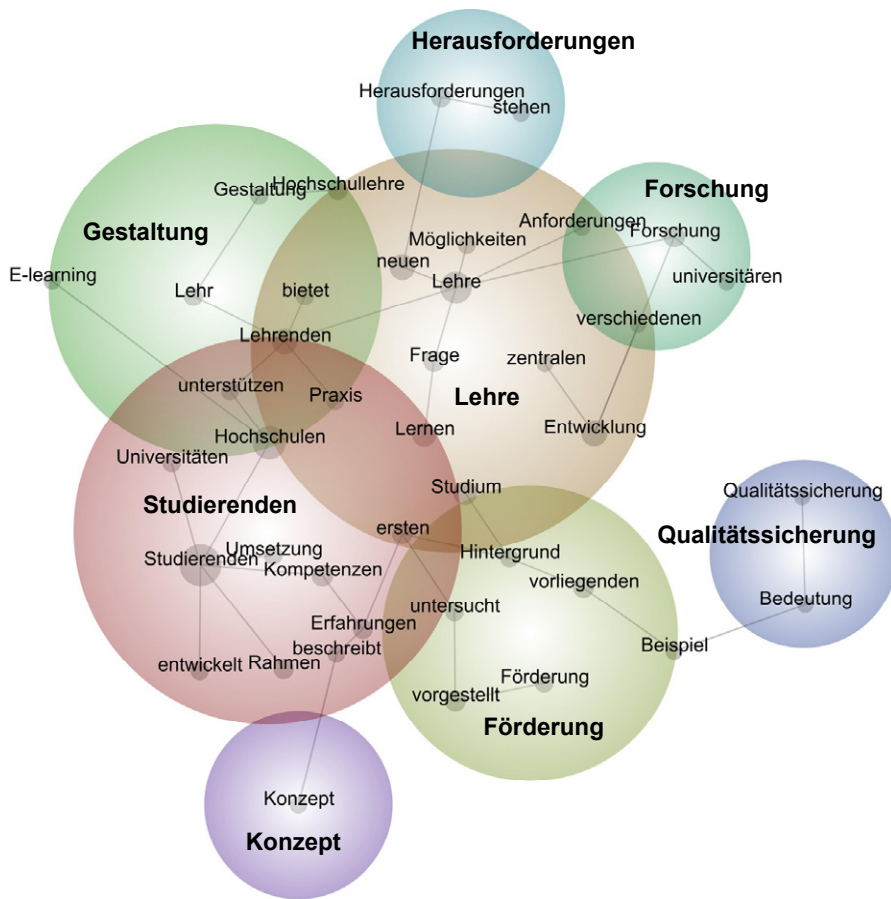 Herausforderungen
Herausforderungen
stehen
Gestaltung
Hochschullehre
Forschung
Gestaltung
Anforderungen
Forschung
Möglichkeiten
neuen
E-learning
Lehr
bietet
Lehre
universitären
Lehrenden
verschiedenen
Frage
zentralen
unterstützen
Praxis
Lehre
Hochschulen
Lernen
Entwicklung
Universitäten
Studium
Qualitätssicherung
Studierenden
ersten
Qualitätssicherung
Umsetzung
Studierenden
Kompetenzen
Hintergrund
vorliegenden
untersucht
Bedeutung
Erfahrungen
beschreibt
Beispiel
entwickelt
Rahmen
Förderung
vorgestellt
Förderung
Konzept
Konzept